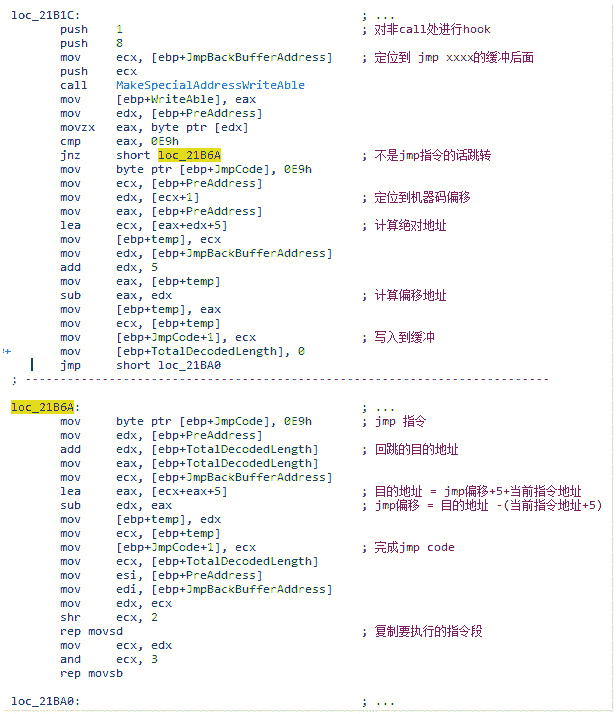 loc_21B1C: ; ...
push 1 ; 对非call处进行hook
push 8
mov ecx, [ebp+JmpBackBufferAddress] ; 定位到 jmp xxxx的缓冲后面
push ecx
call MakeSpecialAddressWriteAble
mov [ebp+WriteAble], eax
mov edx, [ebp+PreAddress]
movzx eax, byte ptr [edx]
cmp eax, 0E9h
jnz short loc_21B6A ; 不是jmp指令的话跳转
mov byte ptr [ebp+JmpCode], 0E9h
mov ecx, [ebp+PreAddress]
mov edx, [ecx+1] ; 定位到机器码偏移
mov eax, [ebp+PreAddress]
lea ecx, [eax+edx+5] ; 计算绝对地址
mov [ebp+temp], ecx
mov edx, [ebp+JmpBackBufferAddress]
add edx, 5
mov eax, [ebp+temp]
sub eax, edx ; 计算偏移地址
mov [ebp+temp], eax
mov ecx, [ebp+temp]
mov [ebp+JmpCode+1], ecx ; 写入到缓冲
mov [ebp+TotalDecodedLength], 0
jmp short loc_21BA0
; ---------------------------------------------------------------------------
loc_21B6A: ; ...
mov byte ptr [ebp+JmpCode], 0E9h ; jmp 指令
mov edx, [ebp+PreAddress]
add edx, [ebp+TotalDecodedLength] ; 回跳的目的地址
mov eax, [ebp+TotalDecodedLength]
mov ecx, [ebp+JmpBackBufferAddress]
lea eax, [ecx+eax+5] ; 目的地址 = jmp偏移+5+当前指令地址
sub edx, eax ; jmp偏移 = 目的地址 -(当前指令地址+5)
mov [ebp+temp], edx
mov ecx, [ebp+temp]
mov [ebp+JmpCode+1], ecx ; 完成jmp code
mov ecx, [ebp+TotalDecodedLength]
mov esi, [ebp+PreAddress]
mov edi, [ebp+JmpBackBufferAddress]
mov edx, ecx
shr ecx, 2
rep movsd ; 复制要执行的指令段
mov ecx, edx
and ecx, 3
rep movsb
loc_21BA0: ; ...